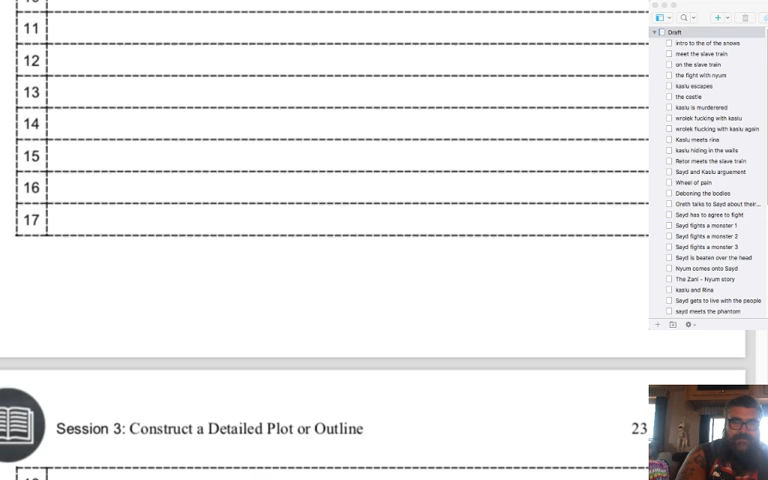 11
12
13
14
15
16
17
Session 3: Construct a Detailed Plot or Outline
23
Draft
intro to the of the snows
meet the slave train
on the slave train
the fight with nyum
kaslu escapes
the castle
kaslu is murderered
wrolek fucking with kaslu
wrolek flucking with kaslu again
Kaslu meets rina
kaslu hiding in the walls
Retor meets the slave train
Sayd and Kaslu arguement
Wheel of pain
Deboning the bodies
Oreth talks to Sayd about their...
Sayd has to agree to fight
Sayd fights a monster 1
Sayd fights a monster 2
Sayd fights a monster 3
Sayd is beaten over the head
Nyum comes onto Sayd
The Zani - Nyum story
kaslu and Rina
Sayd gets to live with the people
sayd meets the phantom